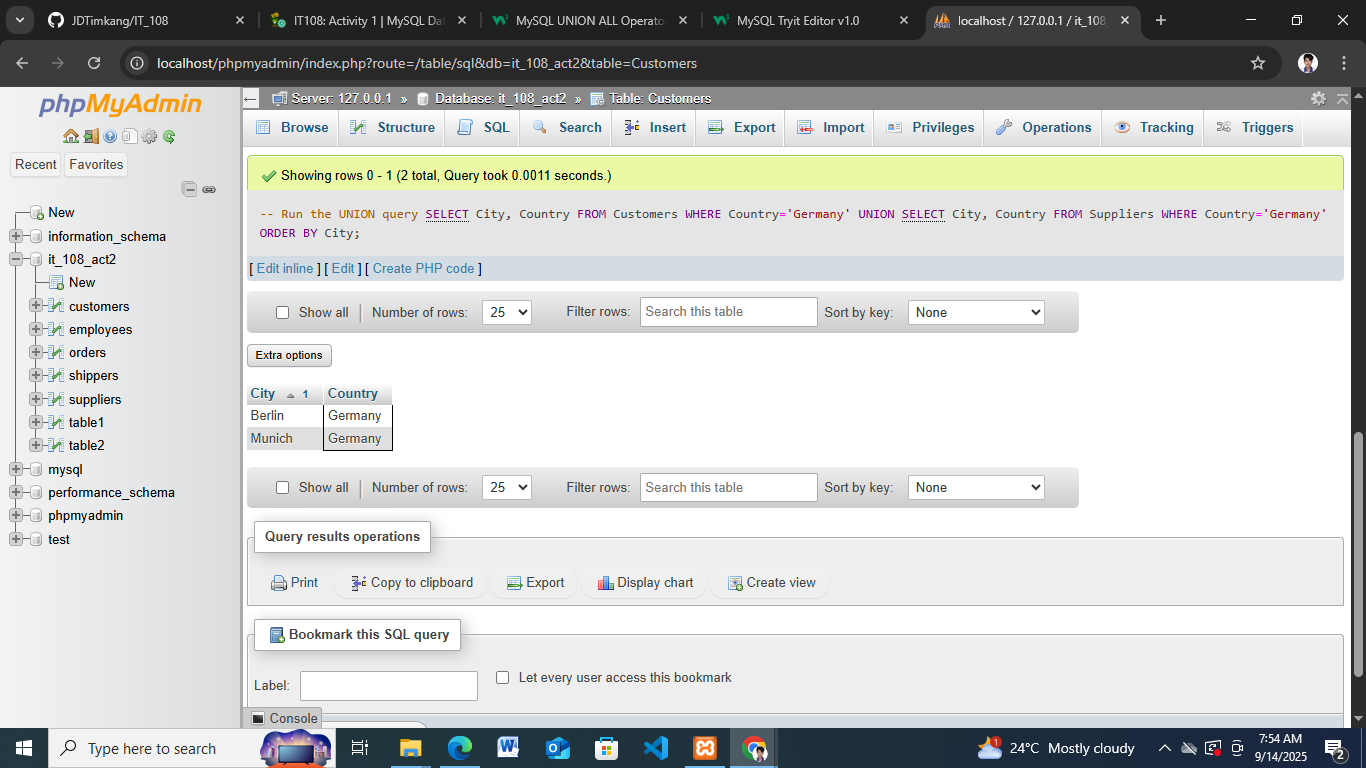 JDTimkang/IT_108
IT108: Activity 1 | MySQL Dat
MySQL UNION ALL Operato
MySQL Tryit Editor v1.0
localhost / 127.0.0.1 / it_108
localhost/phpmyadmin/index.php?route=/table/sql&db=it_108_act2&table=Customers
phpMyAdmin
Recent
Favorites
New
information_schema
it_108_act2
New
customers
employees
orders
shippers
suppliers
table1
table2
mysql
performance_schema
phpmyadmin
test
Server: 127.0.0.1 » Database: it_108_act2 » Table: Customers
Browse Structure SQL Search Insert Export Import Privileges Operations Tracking Triggers
Showing rows 0 - 1 (2 total, Query took 0.0011 seconds.)
-- Run the UNION query SELECT City, Country FROM Customers WHERE Country='Germany' UNION SELECT City, Country FROM Suppliers WHERE Country='Germany'
ORDER BY City;
[ Edit inline ] [ Edit ] [ Create PHP code ]
Show all Number of rows: 25 Filter rows: Search this table Sort by key: None
Extra options
City 1 Country
Berlin Germany
Munich Germany
Show all Number of rows: 25 Filter rows: Search this table Sort by key: None
Query results operations
Print Copy to clipboard Export Display chart Create view
Bookmark this SQL query
Label: Let every user access this bookmark
Console
Type here to search
1
24°C Mostly cloudy
7:54 AM
9/14/2025
2